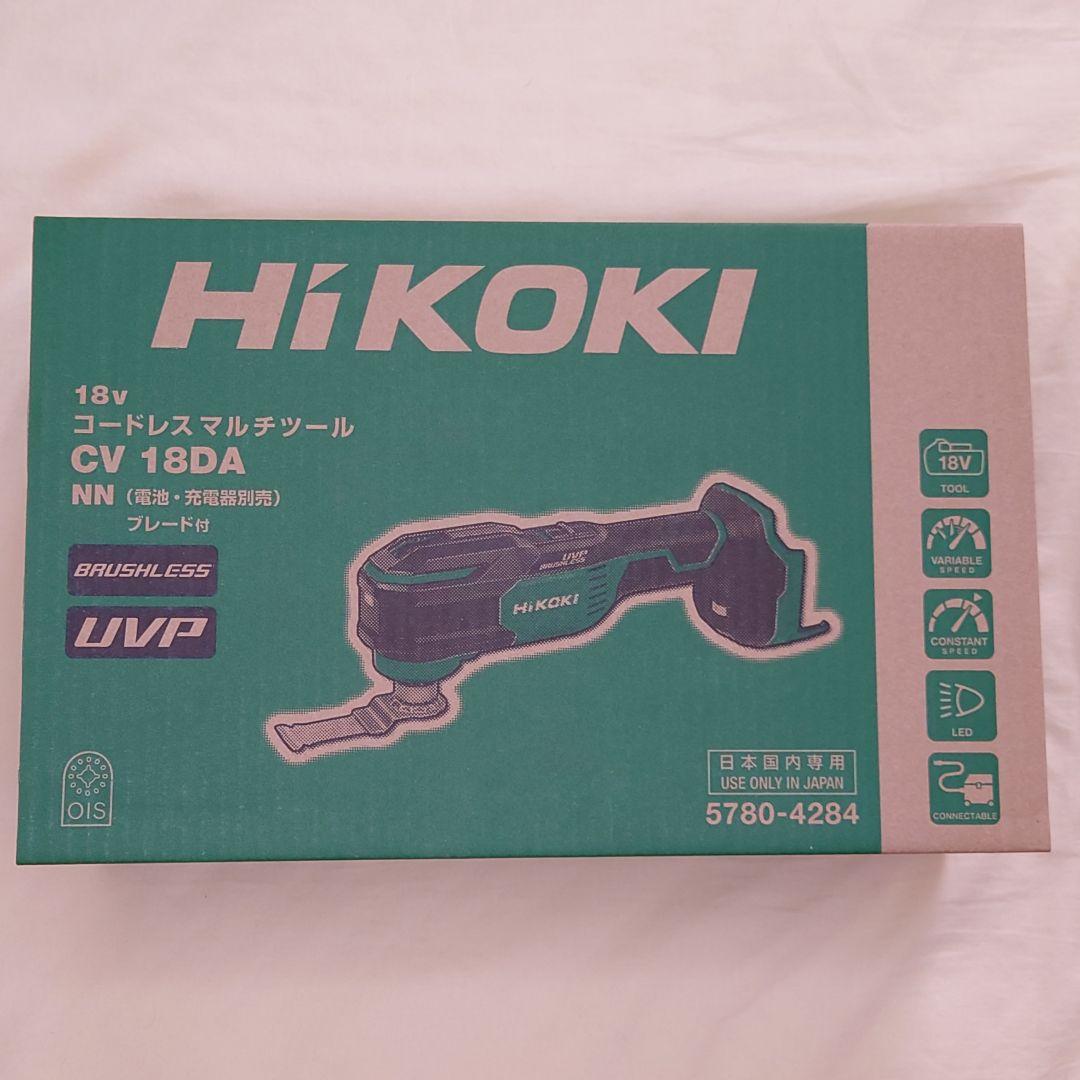 HiKOKI
18v
コードレス マルチツール
CV 18DA
NN (電池・充電器別売)
ブレード付
BRUSHLESS
UVP
UVP
BRUSHLESS
HiKOKI
OIS
日本国内専用
USE ONLY IN JAPAN
5780-4284
18V
TOOL
VARIABLE
SPEED
CONSTANT
SPEED
LED
CONNECTABLE